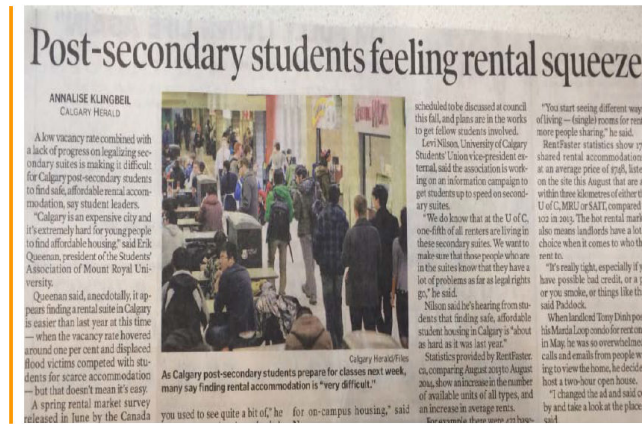 Post-secondary students feeling rental squeeze
ANNALISE KLINGBEIL
CALGARY HERALD
A low vacancy rate combined with
a lack of progress on legalizing sec-
ondary suites is making it difficult
for Calgary post-secondary students
to find safe, affordable rental accom-
modation, say student leaders.
"Calgary is an expensive city and
it's extremely hard for young people
to find affordable housing," said Erik
Queenan, president of the Students'
Association of Mount Royal Uni-
versity.
Queenan said, anecdotally, it ap-
pears finding a rental suite in Calgary
is easier than last year at this time
— when the vacancy rate hovered
around one per cent and displaced
flood victims competed with stu-
dents for scarce accommodation
— but that doesn't mean it's easy.
A spring rental market survey
released in June by the Canada
Calgary Herald/Files
As Calgary post-secondary students prepare for classes next week,
many say finding rental accommodation is "very difficult."
you used to see quite a bit of," he
for on-campus housing," said
scheduled to be discussed at council
this fall, and plans are in the works
to get fellow students involved.
Levi Nilson, University of Calgary
Students' Union vice-president ex-
ternal, said the association is work-
ing on an information campaign to
get students up to speed on second-
ary suites.
"We do know that at the U of C,
one-fifth of all renters are living in
these secondary suites. We want to
make sure that those people who are
in the suites know that they have a
lot of problems as far as legal rights
go," he said.
Nilson said he's hearing from stu-
dents that finding safe, affordable
student housing in Calgary is "about
as hard as it was last year."
Statistics provided by RentFaster.
ca, comparing August 2013 to August
2014, show an increase in the number
of available units of all types, and
an increase in average rents.
For example there were
"You start seeing different way
of living — (single) rooms for ren
more people sharing," he said.
RentFaster statistics show
shared rental accommodation
at an average price of $748, liste
on the site this August that are
within three kilometres of either t
U of C, MRU or SAIT, compared
102 in 2013. The hot rental mar
also means landlords have a lot
choice when it comes to who th
rent to.
"It's really tight, especially if y
have possible bad credit, or a p
or you smoke, or things like th
said Paddock.
When landlord Tony Dinh pos
his Marda Loop condo for rent
in May, he was so overwhelmed
calls and emails from people w
ing to view the home, he decide
host a two-hour open house.
"I changed the ad and said co
by and take a look at the place
said